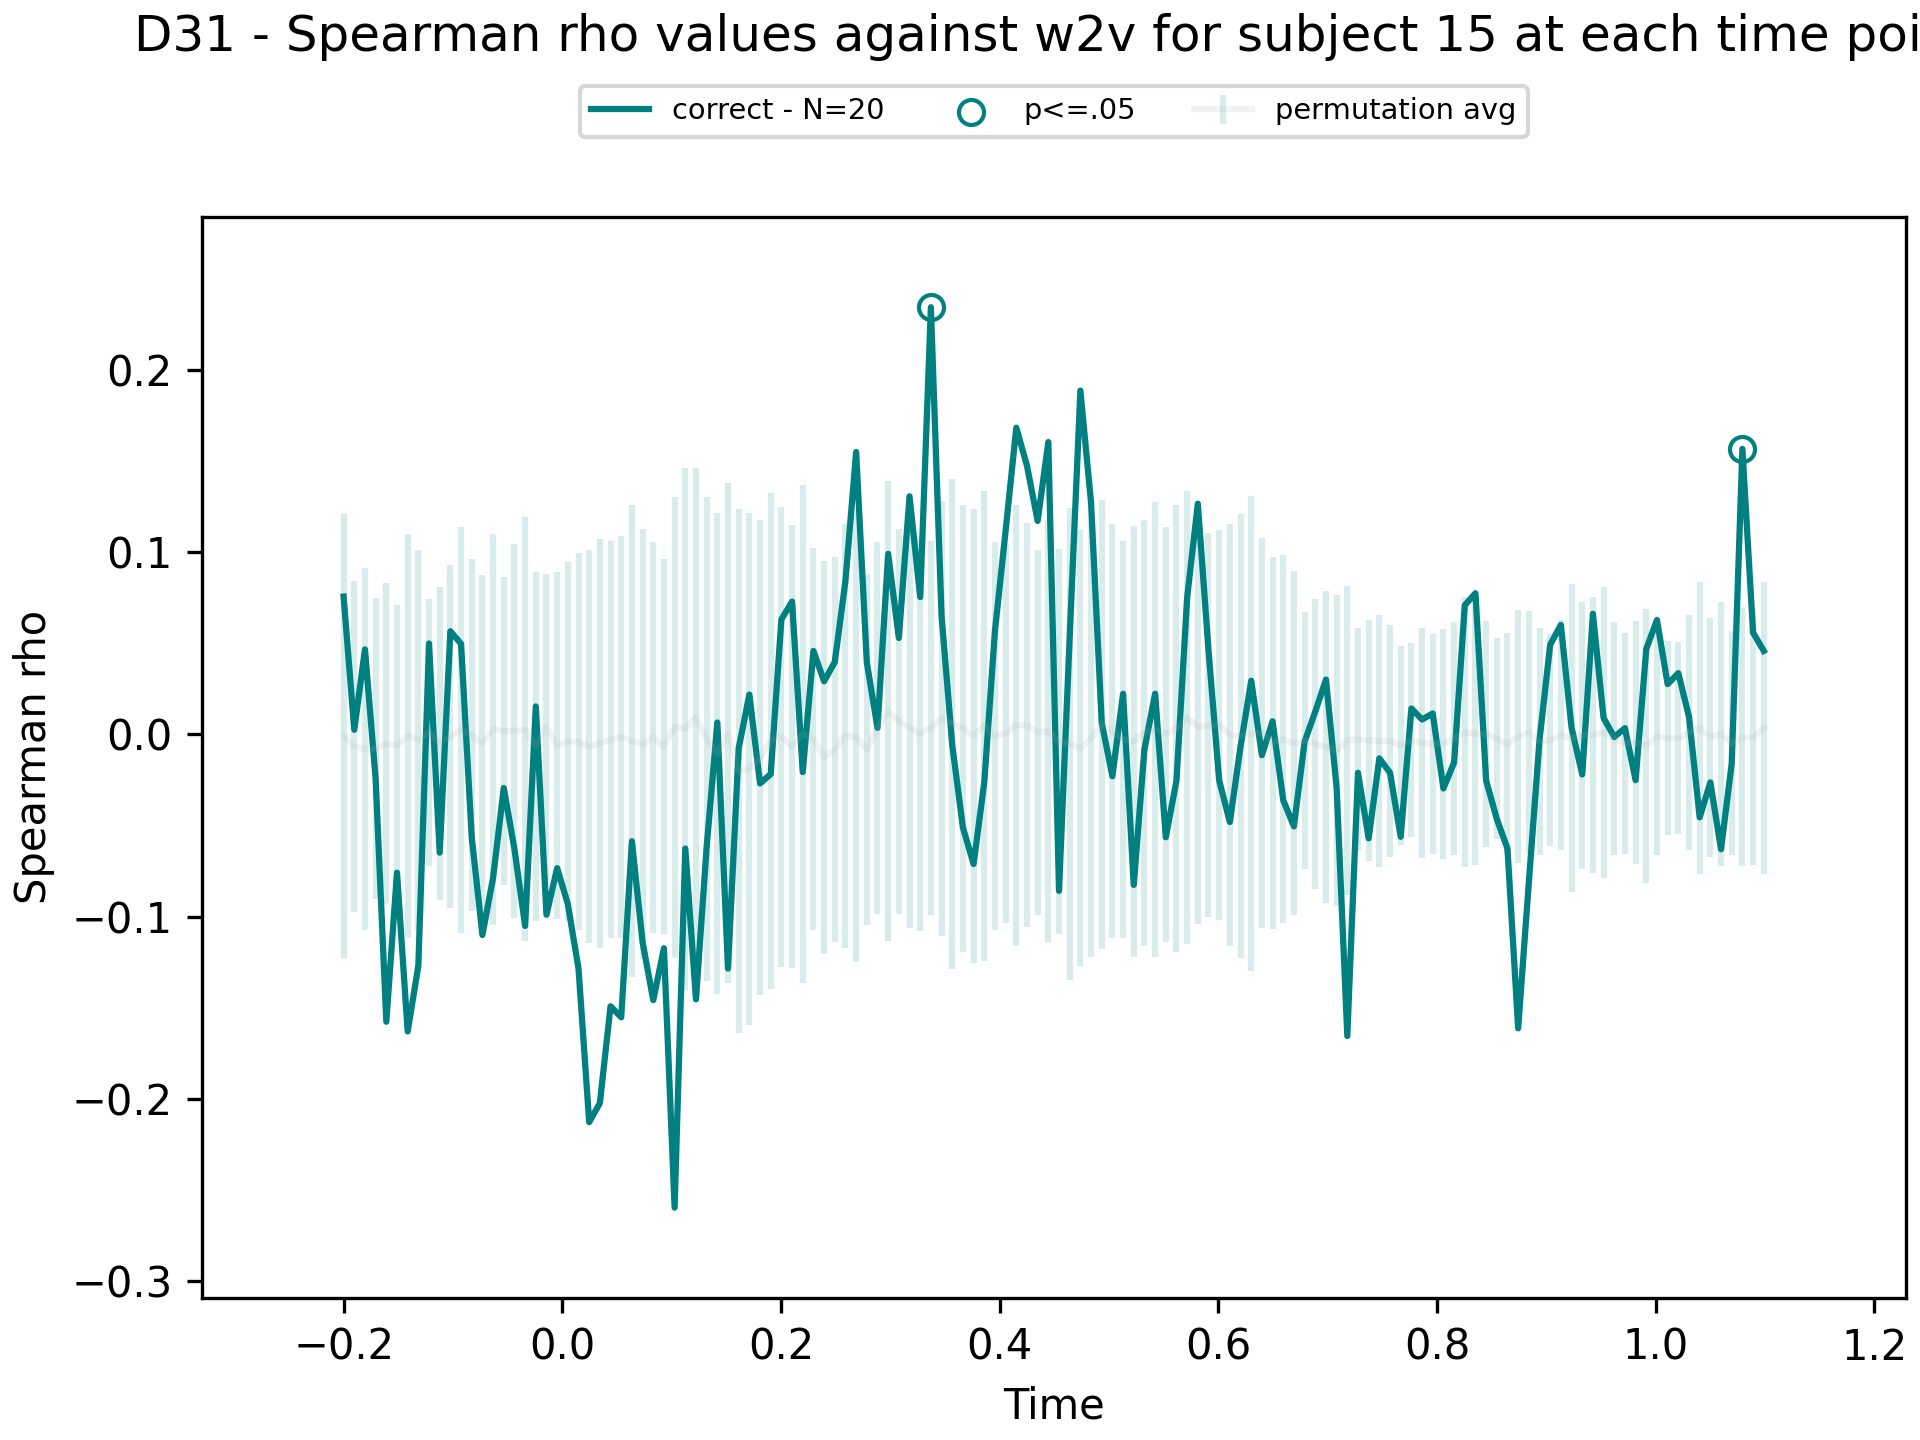 D31 - Spearman rho values against w2v for subject 15 at each time poi
correct - N=20
p<=.05
permutation avg
Spearman rho
0.2
0.1
0.0
−0.1
−0.2
−0.3
−0.2 0.0 0.2 0.4 0.6 0.8 1.0 1.2
Time